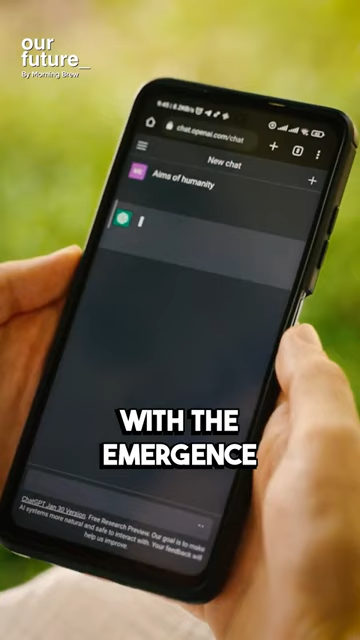 our
future_
By Morning Brew
9:45
chat.openai.com/chat
New chat
Aims of humanity
WITH THE
EMERGENCE
ChatGPT Jan 30 Version. Free Research Preview. Our goal is to make
AI systems more natural and safe to interact with. Your feedback will
help us improve.